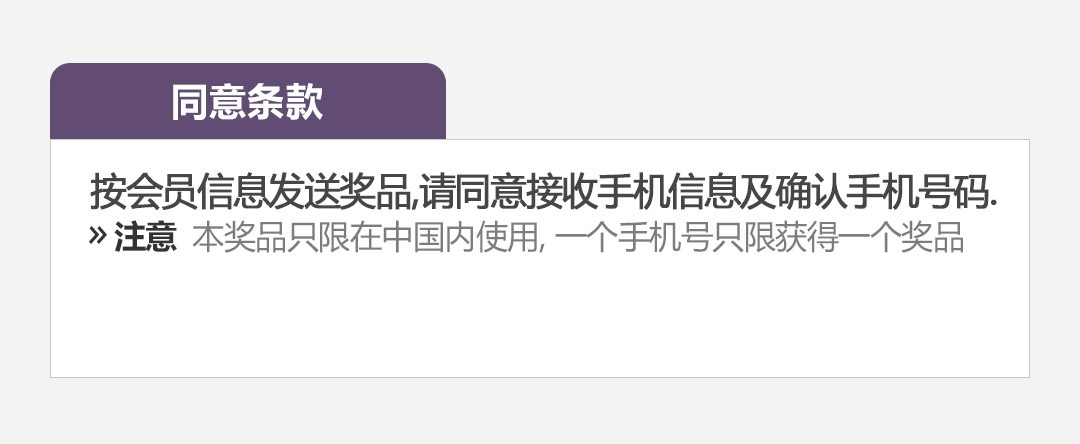 同意条款
按会员信息发送奖品,请同意接收手机信息及确认手机号码.
» 注意 本奖品只限在中国内使用, 一个手机号只限获得一个奖品